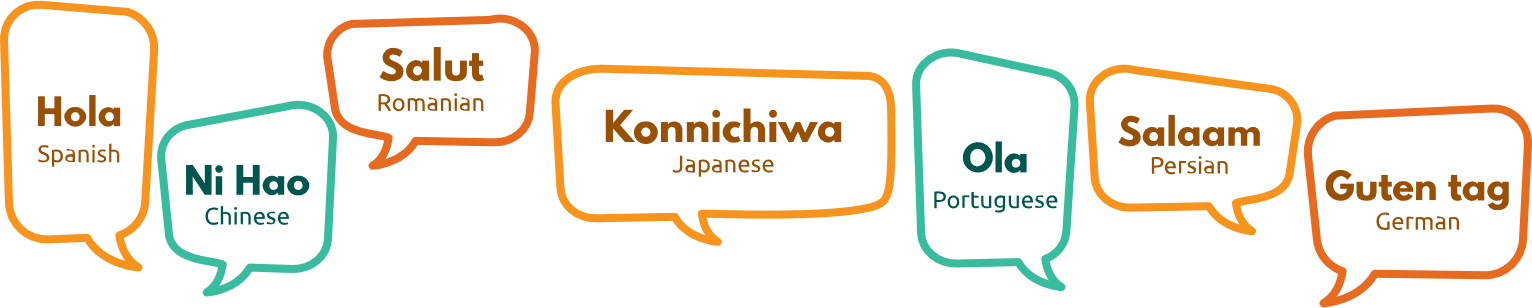 Hola
Spanish
Ni Hao
Chinese
Salut
Romanian
Konnichiwa
Japanese
Ola
Portuguese
Salaam
Persian
Guten tag
German